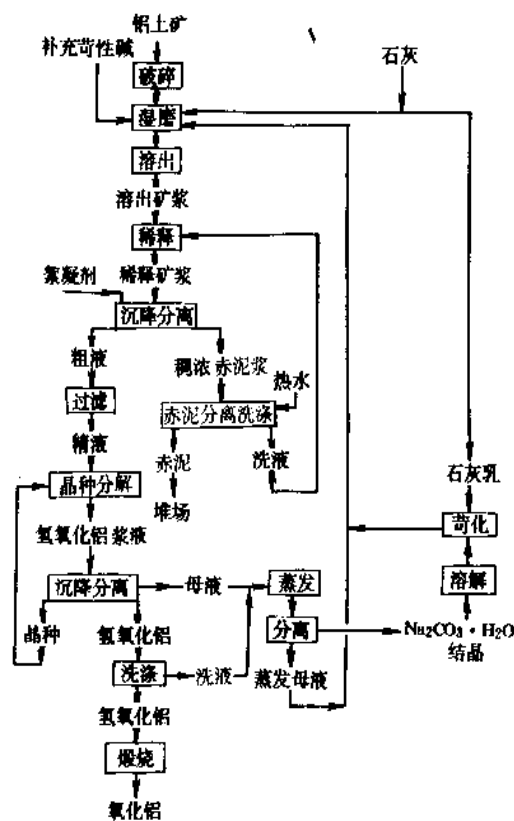 铝土矿
补充苛性碱
石灰
破碎
湿磨
溶出
溶出矿浆
稀释
絮凝剂
稀释矿浆
沉降分离
粗液
稠浓赤泥浆
热水
过滤
赤泥分离洗涤
精液
赤泥
洗液
石灰乳
晶种分解
堆场
苛化
氢氧化铝浆液
沉降分离
母液
蒸发
溶解
晶种
氢氧化铝
分离
Na2CO3·H2O
结晶
洗涤
洗液
蒸发母液
氢氧化铝
煅烧
氧化铝